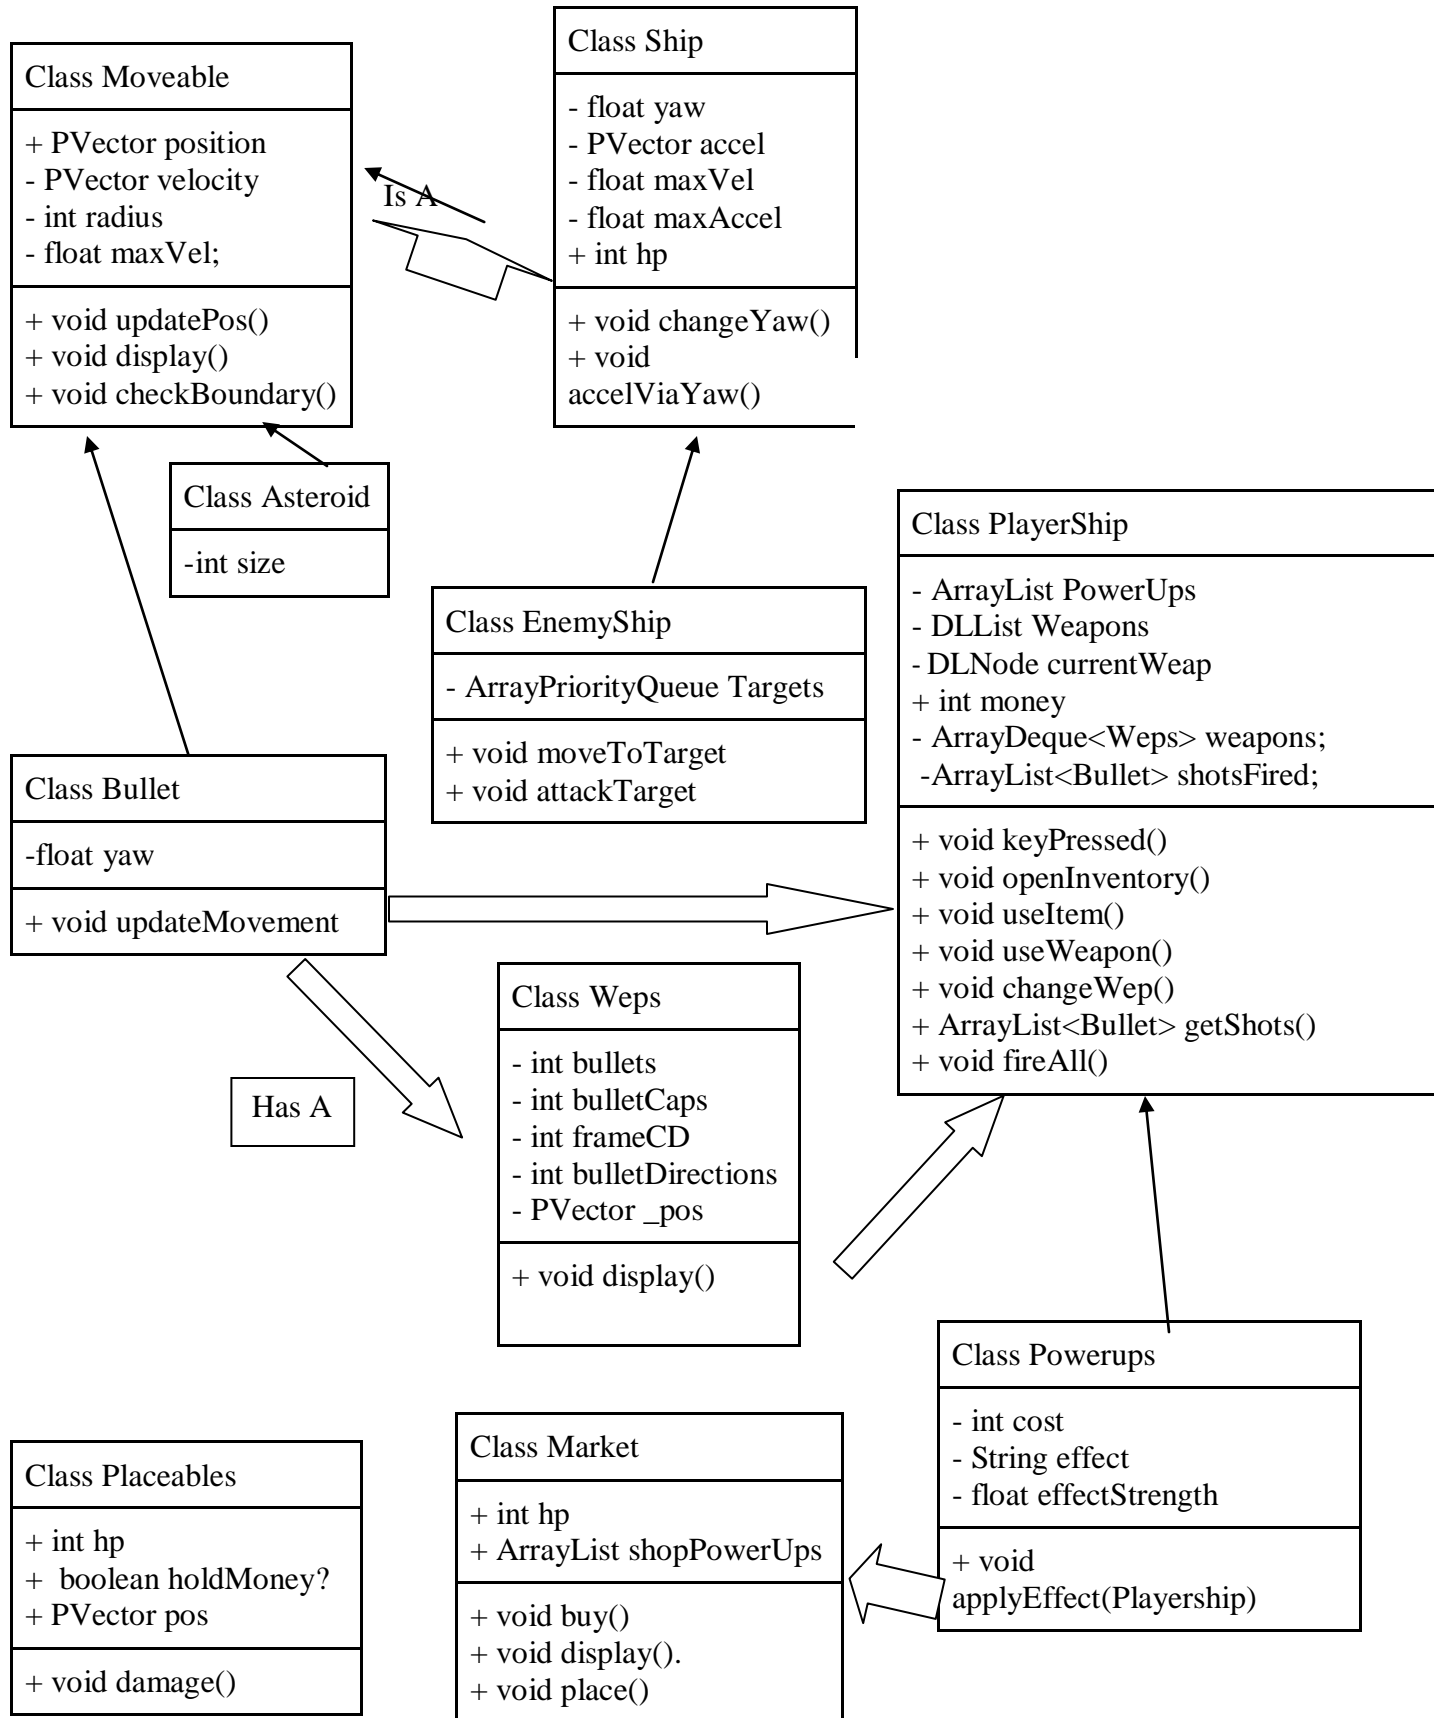 Class Moveable
+ PVector position
- PVector velocity
- int radius
- float maxVel;
+ void updatePos()
+ void display()
+ void checkBoundary()
Is A
Class Ship
- float yaw
- PVector accel
- float maxVel
- float maxAccel
+ int hp
+ void changeYaw()
+ void
accelViaYaw()
Class Asteroid
-int size
Class EnemyShip
- ArrayPriorityQueue Targets
+ void moveToTarget
+ void attackTarget
Class PlayerShip
- ArrayList PowerUps
- DLList Weapons
- DLNode currentWeap
+ int money
- ArrayDeque<Weps> weapons;
-ArrayList<Bullet> shotsFired;
+ void keyPressed()
+ void openInventory()
+ void useItem()
+ void useWeapon()
+ void changeWep()
+ ArrayList<Bullet> getShots()
+ void fireAll()
Class Bullet
-float yaw
+ void updateMovement
Has A
Class Weps
- int bullets
- int bulletCaps
- int frameCD
- int bulletDirections
- PVector _pos
+ void display()
Class Powerups
- int cost
- String effect
- float effectStrength
+ void
applyEffect(Playership)
Class Placeables
+ int hp
+ boolean holdMoney?
+ PVector pos
+ void damage()
Class Market
+ int hp
+ ArrayList shopPowerUps
+ void buy()
+ void display().
+ void place()